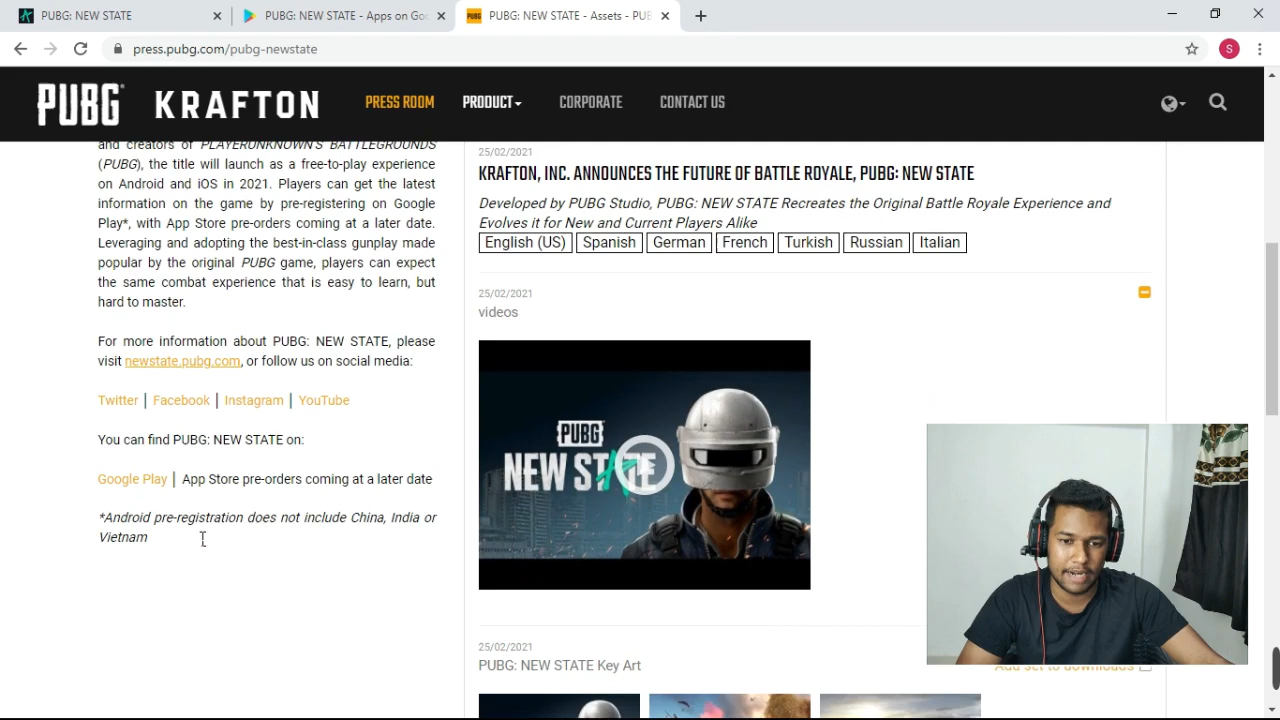 PUBG: NEW STATE
PUBG: NEW STATE - Apps on Goo
PUBG: NEW STATE - Assets - PUB
press.pubg.com/pubg-newstate
S
PUBG
KRAFTON
PRESS ROOM
PRODUCT
CORPORATE
CONTACT US
and creators of PLAYERUNKNOWN'S BATTLEGROUNDS
(PUBG), the title will launch as a free-to-play experience
on Android and iOS in 2021. Players can get the latest
information on the game by pre-registering on Google
Play*, with App Store pre-orders coming at a later date.
Leveraging and adopting the best-in-class gunplay made
popular by the original PUBG game, players can expect
the same combat experience that is easy to learn, but
hard to master.
For more information about PUBG: NEW STATE, please
visit newstate.pubg.com, or follow us on social media:
Twitter | Facebook | Instagram | YouTube
You can find PUBG: NEW STATE on:
Google Play | App Store pre-orders coming at a later date
*Android pre-registration does not include China, India or
Vietnam
25/02/2021
KRAFTON, INC. ANNOUNCES THE FUTURE OF BATTLE ROYALE, PUBG: NEW STATE
Developed by PUBG Studio, PUBG: NEW STATE Recreates the Original Battle Royale Experience and
Evolves it for New and Current Players Alike
English (US) Spanish German French Turkish Russian Italian
25/02/2021
videos
PUBG
NEW STATE
25/02/2021
PUBG: NEW STATE Key Art
Add set to downloads